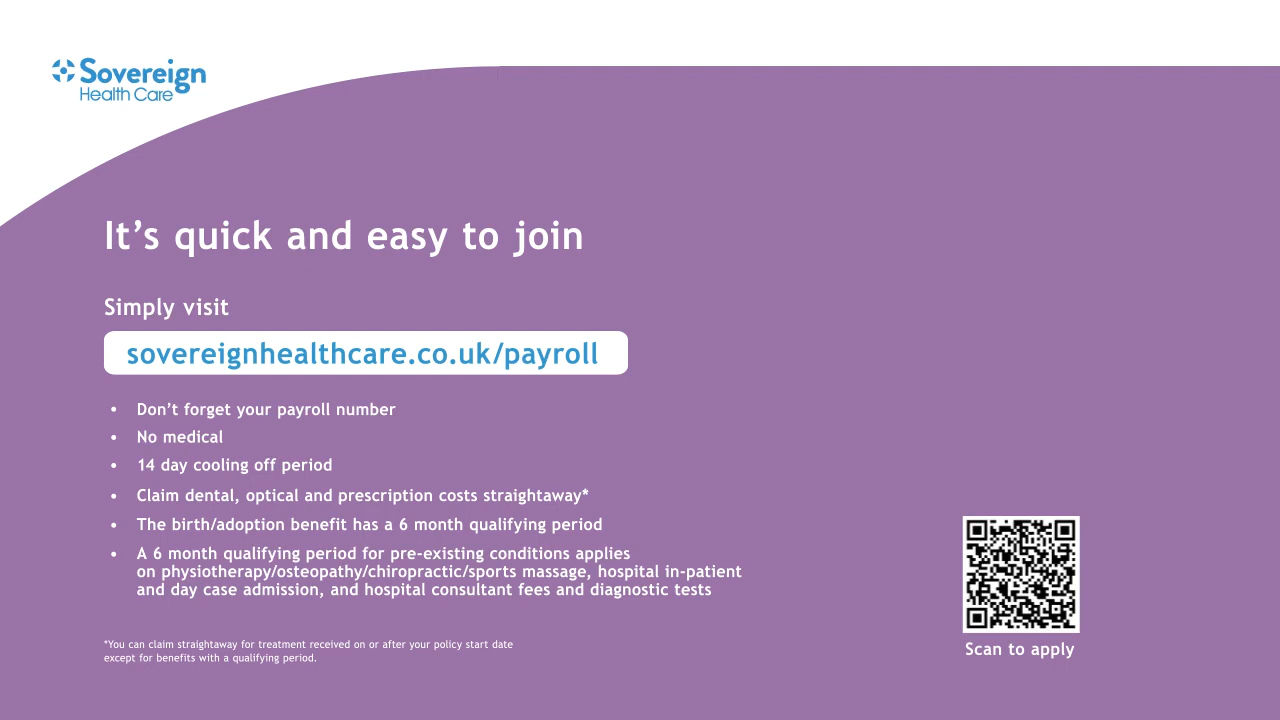 Sovereign
Health Care
It’s quick and easy to join
Simply visit
sovereignhealthcare.co.uk/payroll
• Don’t forget your payroll number
• No medical
• 14 day cooling off period
• Claim dental, optical and prescription costs straightaway*
• The birth/adoption benefit has a 6 month qualifying period
• A 6 month qualifying period for pre-existing conditions applies
on physiotherapy/osteopathy/chiropractic/sports massage, hospital in-patient
and day case admission, and hospital consultant fees and diagnostic tests
*You can claim straightaway for treatment received on or after your policy start date
except for benefits with a qualifying period.
Scan to apply